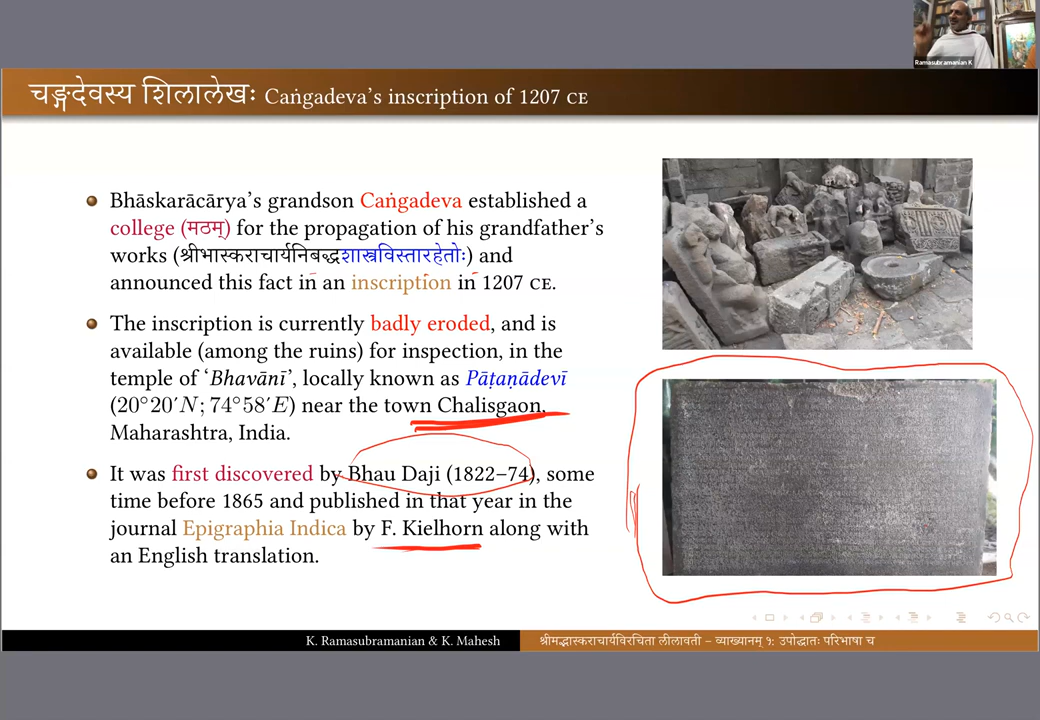 Ramasubramanian K
चङ्गदेवस्य शिलालेखः Caṅgadeva's inscription of 1207 CE
Bhāskarācārya's grandson Caṅgadeva established a
college (मठम्) for the propagation of his grandfather's
works (श्रीभास्कराचार्यनिबद्धशास्त्रविस्तारहेतोः) and
announced this fact in an inscription in 1207 CE.
The inscription is currently badly eroded, and is
available (among the ruins) for inspection, in the
temple of ‘Bhavānī’, locally known as Pāṭaṇādevī
(20°20′N; 74°58′E) near the town Chalisgaon,
Maharashtra, India.
It was first discovered by Bhau Daji (1822–74), some
time before 1865 and published in that year in the
journal Epigraphia Indica by F. Kielhorn along with
an English translation.
K. Ramasubramanian & K. Mahesh
श्रीमद्भास्कराचार्यविरचिता लीलावती – व्याख्यानम् १: उपोद्घातः परिभाषा च